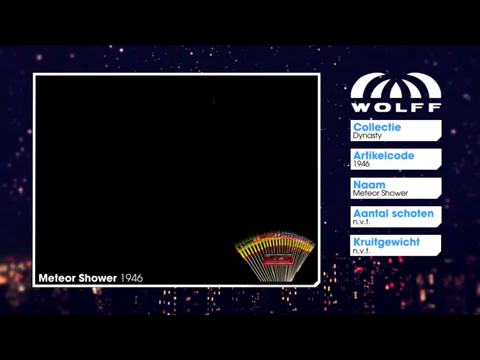 WOLFF
Collectie
Dynasty
Artikelcode
1946
Naam
Meteor Shower
Aantal schoten
n.v.t.
Kruitgewicht
n.v.t.
Meteor Shower 1946